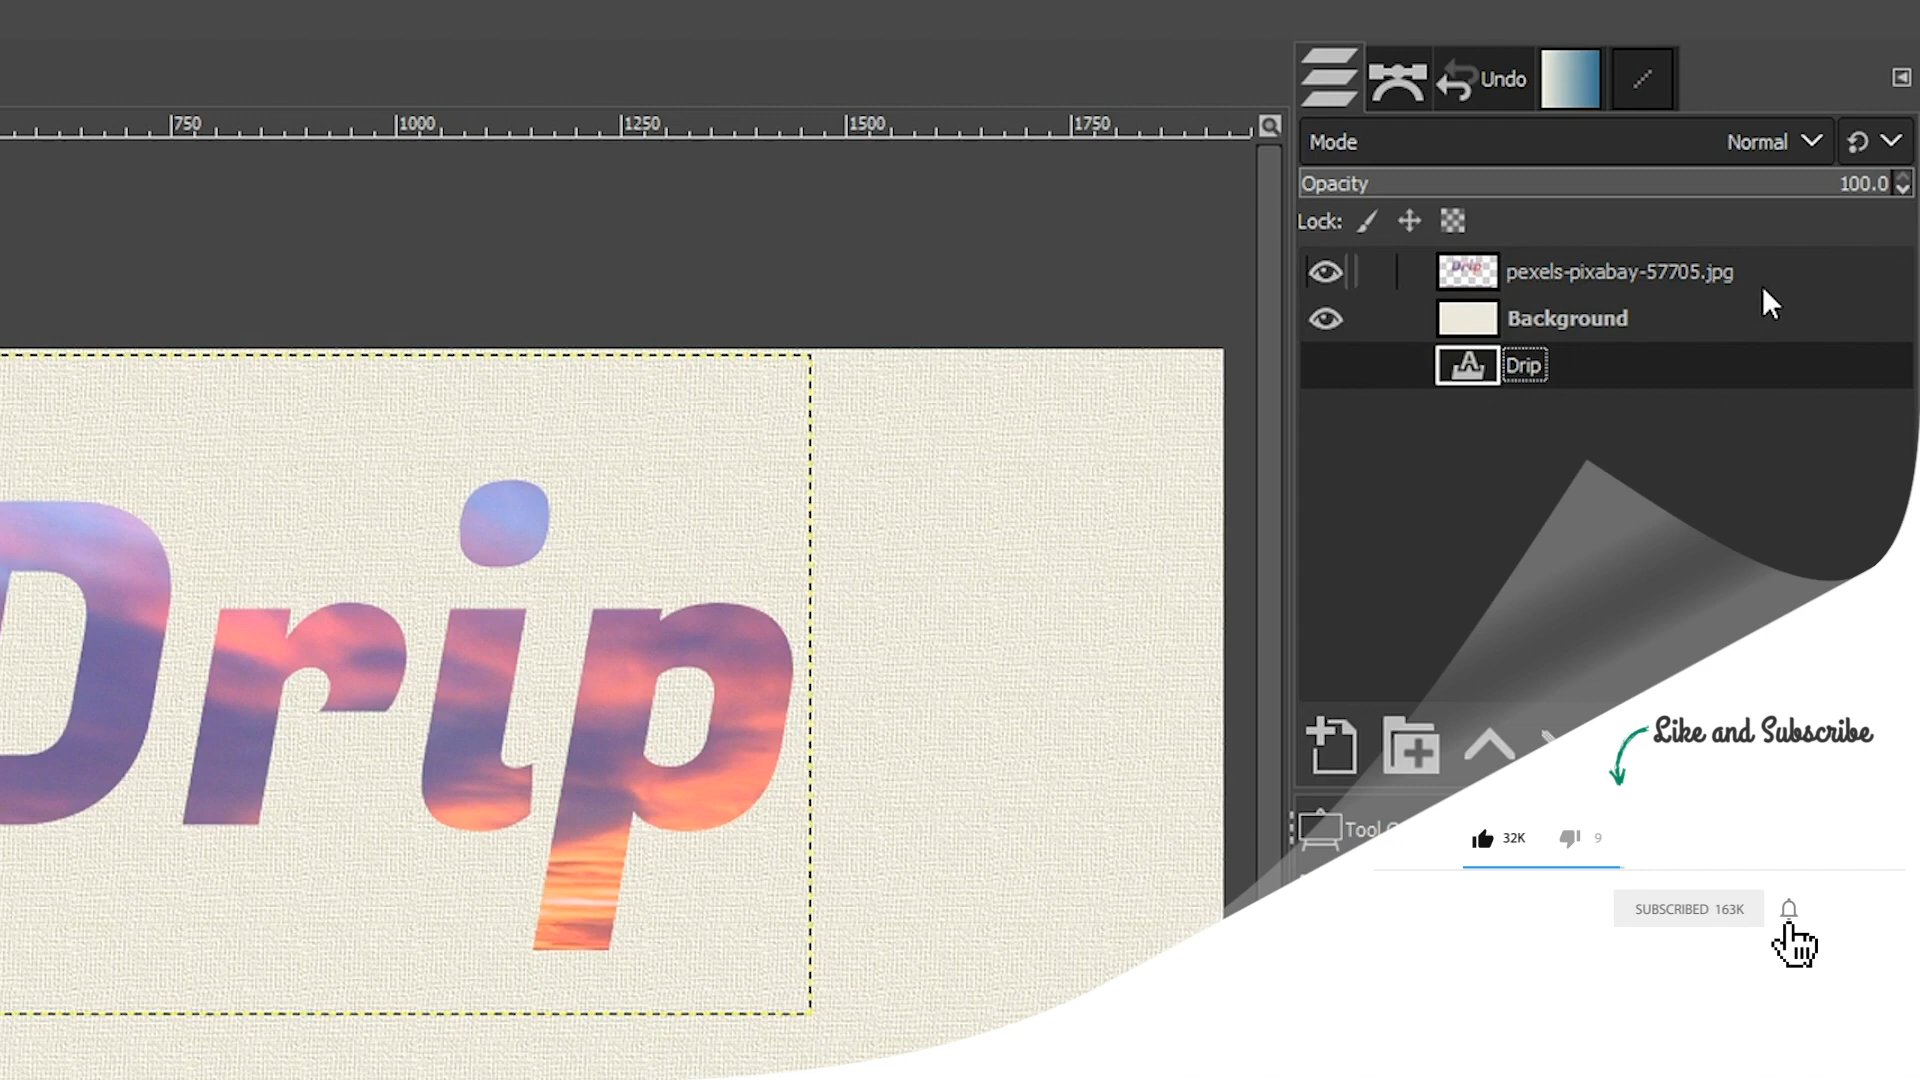 Undo
750
1000
1250
1500
1750
Mode
Normal
Opacity
100.0
Lock:
Drip
pexels-pixabay-57705.jpg
Background
A
Drip
Drip
Like and Subscribe
Tool
32K
9
SUBSCRIBED 163K